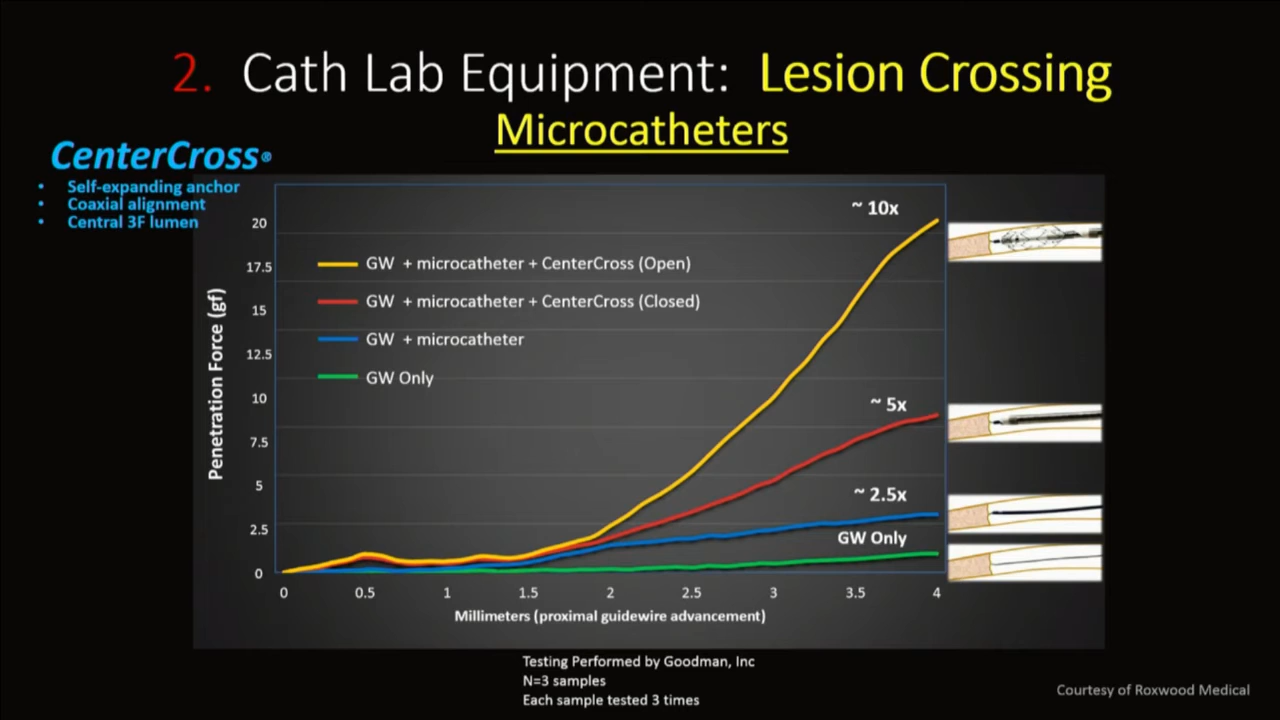 2. Cath Lab Equipment: Lesion Crossing
Microcatheters
CenterCross®
• Self-expanding anchor
• Coaxial alignment
• Central 3F lumen
Penetration Force (gf)
20
17.5
15
12.5
10
7.5
5
2.5
0
GW + microcatheter + CenterCross (Open)
GW + microcatheter + CenterCross (Closed)
GW + microcatheter
GW Only
~ 10x
~ 5x
~ 2.5x
GW Only
0 0.5 1 1.5 2 2.5 3 3.5 4
Millimeters (proximal guidewire advancement)
Testing Performed by Goodman, Inc
N=3 samples
Each sample tested 3 times
Courtesy of Roxwood Medical